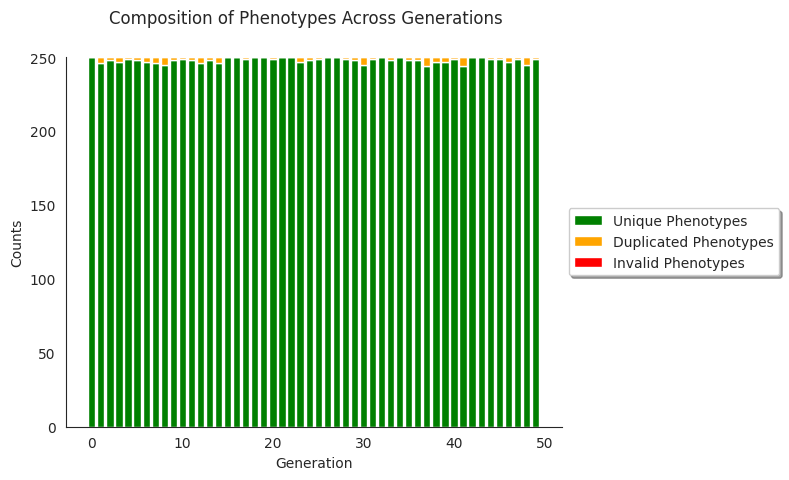 Composition of Phenotypes Across Generations
250
200
150
100
50
0
Counts
0 10 20 30 40 50
Generation
Unique Phenotypes
Duplicated Phenotypes
Invalid Phenotypes